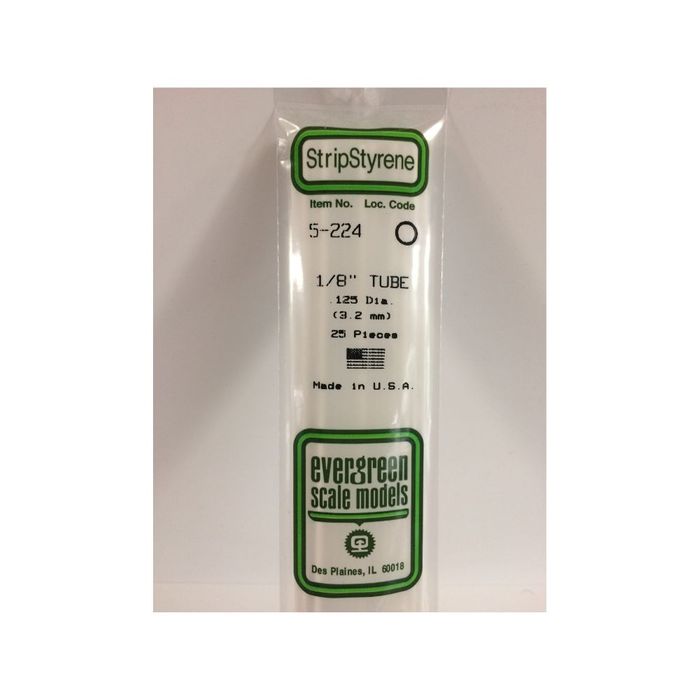 StripStyrene
Item No. Loc. Code
5-224
1/8" TUBE
.125 Dia.
(3.2 mm)
25 Pieces
Made in U.S.A.
evergreen
scale models
Des Plaines, IL 60018